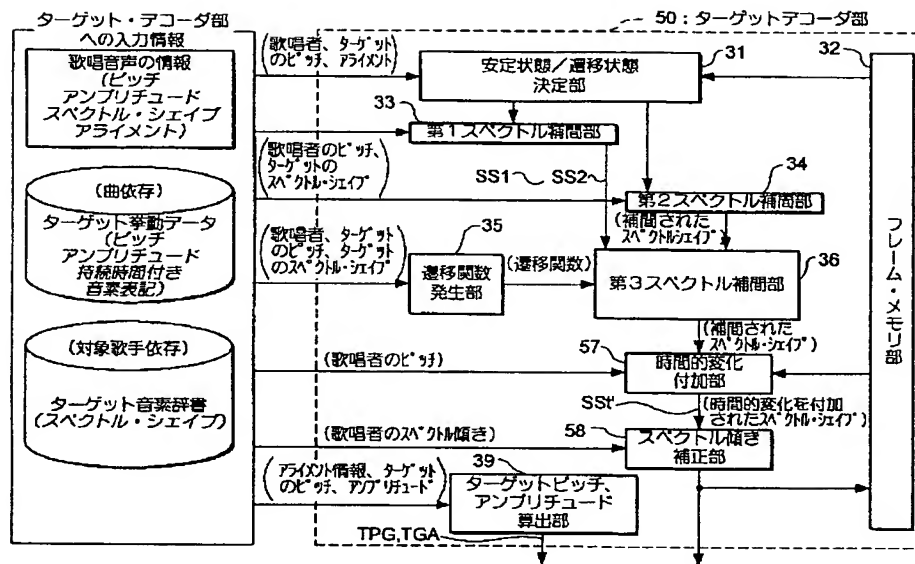 ターゲット・デコーダ部
への入力情報
歌唱音声の情報
(ピッチ
アンプリチュード
スペクトル・シェイプ
アライメント)
(曲依存)
ターゲット挙動データ
(ピッチ
アンプリチュード
持続時間付き
音素表記)
(対象歌手依存)
ターゲット音素辞書
(スペクトル・シェイプ)
50:ターゲットデコーダ部
(歌唱者、ターゲット
のピッチ、アライメント)
31
安定状態/遷移状態
決定部
32
フレーム・メモリ部
33
第1スペクトル補間部
(歌唱者のピッチ、
ターゲットの
スペクトル・シェイプ)
SS1
SS2
34
第2スペクトル補間部
(補間された
スペクトルシェイプ)
(歌唱者、ターゲット
のピッチ、ターゲット
のスペクトル・シェイプ)
35
遷移関数
発生部
(遷移関数)
36
第3スペクトル補間部
(補間された
スペクトル・シェイプ)
(歌唱者のピッチ)
57
時間的変化
付加部
SSt'
(時間的変化を付加
されたスペクトル・シェイプ)
(歌唱者のスペクトル傾き)
58
スペクトル傾き
補正部
(アライメント情報、ターゲット
のピッチ、アンプリチュード)
39
ターゲットピッチ、
アンプリチュード
算出部
TPG,TGA